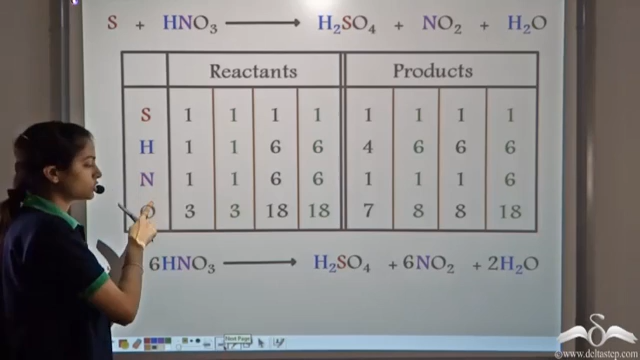 S + HNO₃ ⟶ H₂SO₄ + NO₂ + H₂O
Reactants Products
S 1 1 1 1 1 1 1 1
H 1 1 6 6 4 6 6 6
N 1 1 6 6 1 1 1 6
O 3 3 18 18 7 8 8 18
6HNO₃ ⟶ H₂SO₄ + 6NO₂ + 2H₂O
Next Page
©www.deltastep.com